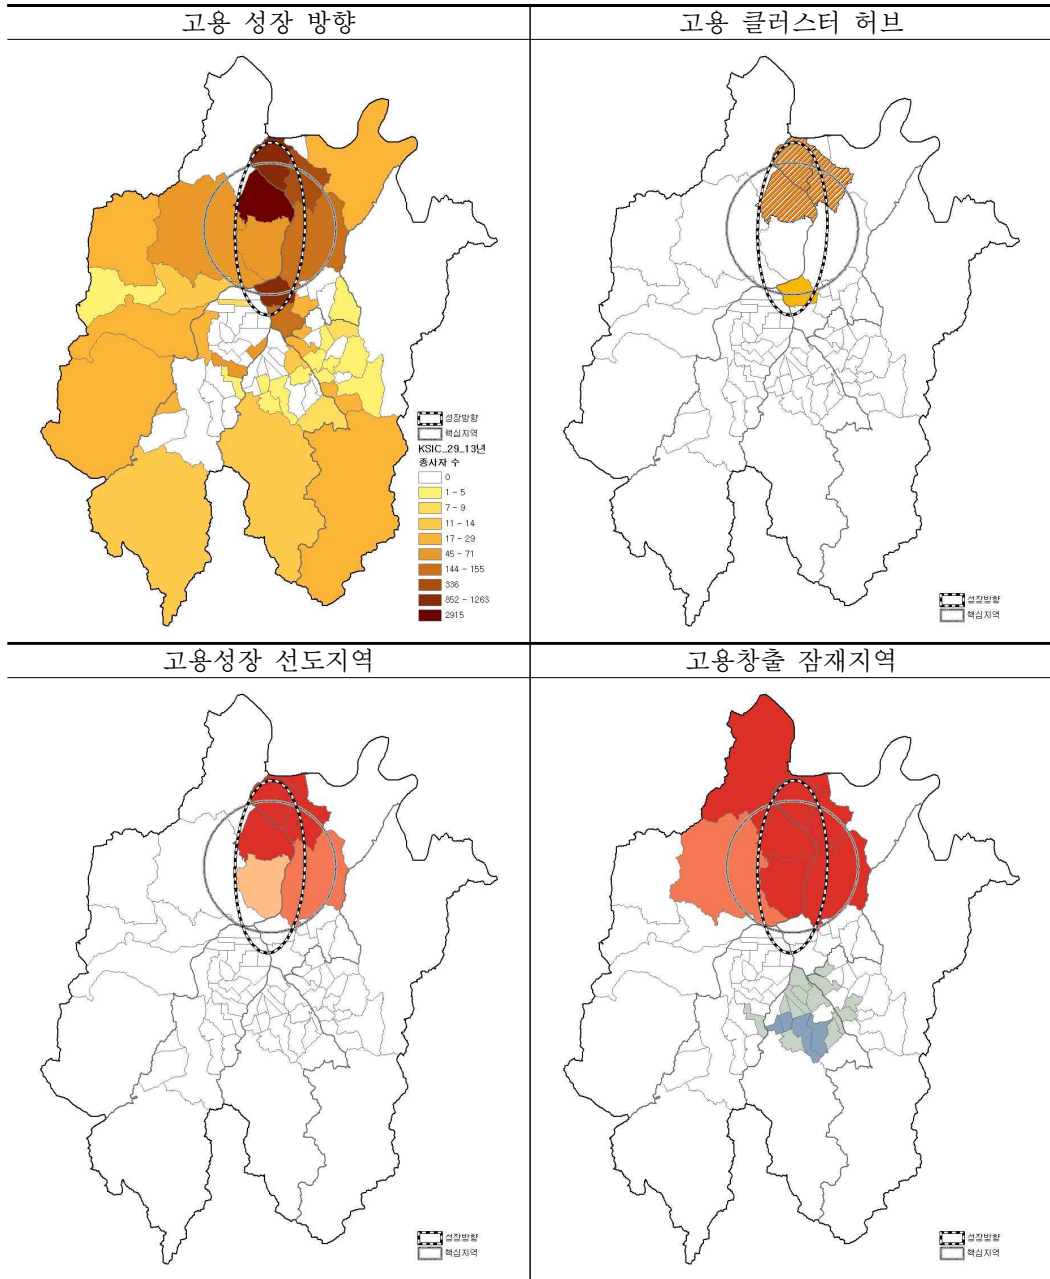 고용 성장 방향
고용 클러스터 허브
성장방향
핵심지역
KSIC_29_13년
종사자 수
0
1 - 5
7 - 9
11 - 14
17 - 29
45 - 71
144 - 155
336
852 - 1263
2915
성장방향
핵심지역
고용성장 선도지역
고용창출 잠재지역
성장방향
핵심지역
성장방향
핵심지역